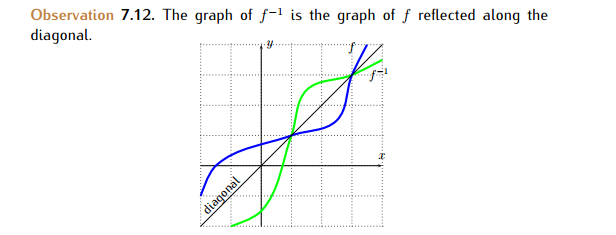 Observation 7.12. The graph of f⁻¹ is the graph of f reflected along the
diagonal.
y
f
f⁻¹
x
diagonal